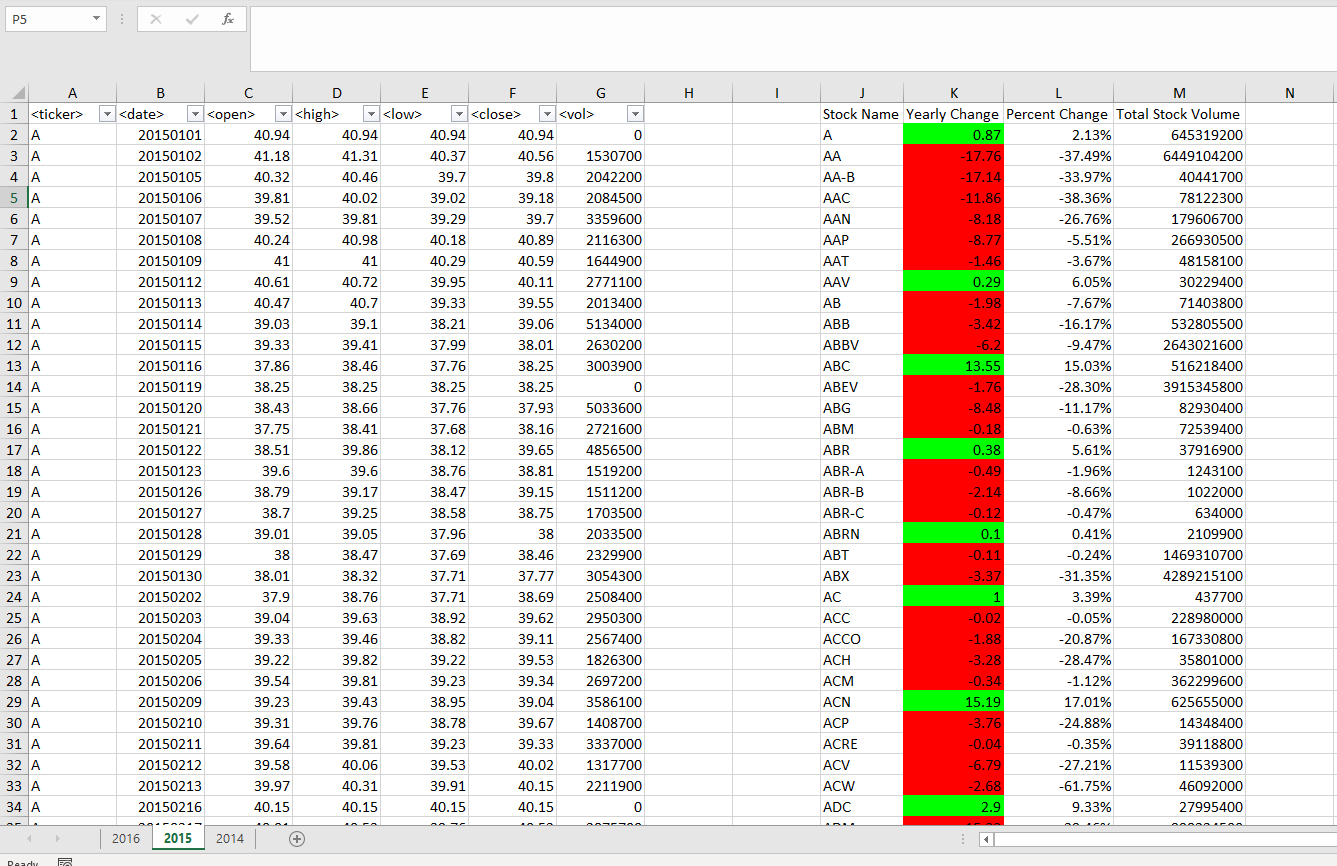 P5 fx
A B C D E F G H I J K L M N
1 <ticker> <date> <open> <high> <low> <close> <vol> Stock Name Yearly Change Percent Change Total Stock Volume
2 A 20150101 40.94 40.94 40.94 40.94 0 A 0.87 2.13% 645319200
3 A 20150102 41.18 41.31 40.37 40.56 1530700 AA -17.76 -37.49% 6449104200
4 A 20150105 40.32 40.46 39.7 39.8 2042200 AA-B -17.14 -33.97% 40441700
5 A 20150106 39.81 40.02 39.02 39.18 2084500 AAC -11.86 -38.36% 78122300
6 A 20150107 39.52 39.81 39.29 39.7 3359600 AAN -8.18 -26.76% 179606700
7 A 20150108 40.24 40.98 40.18 40.89 2116300 AAP -8.77 -5.51% 266930500
8 A 20150109 41 41 40.29 40.59 1644900 AAT -1.46 -3.67% 48158100
9 A 20150112 40.61 40.72 39.95 40.11 2771100 AAV 0.29 6.05% 30229400
10 A 20150113 40.47 40.7 39.33 39.55 2013400 AB -1.98 -7.67% 71403800
11 A 20150114 39.03 39.1 38.21 39.06 5134000 ABB -3.42 -16.17% 532805500
12 A 20150115 39.33 39.41 37.99 38.01 2630200 ABBV -6.2 -9.47% 2643021600
13 A 20150116 37.86 38.46 37.76 38.25 3003900 ABC 13.55 15.03% 516218400
14 A 20150119 38.25 38.25 38.25 38.25 0 ABEV -1.76 -28.30% 3915345800
15 A 20150120 38.43 38.66 37.76 37.93 5033600 ABG -8.48 -11.17% 82930400
16 A 20150121 37.75 38.41 37.68 38.16 2721600 ABM -0.18 -0.63% 72539400
17 A 20150122 38.51 39.86 38.12 39.65 4856500 ABR 0.38 5.61% 37916900
18 A 20150123 39.6 39.6 38.76 38.81 1519200 ABR-A -0.49 -1.96% 1243100
19 A 20150126 38.79 39.17 38.47 39.15 1511200 ABR-B -2.14 -8.66% 1022000
20 A 20150127 38.7 39.25 38.58 38.75 1703500 ABR-C -0.12 -0.47% 634000
21 A 20150128 39.01 39.05 37.96 38 2033500 ABRN 0.1 0.41% 2109900
22 A 20150129 38 38.47 37.69 38.46 2329900 ABT -0.11 -0.24% 1469310700
23 A 20150130 38.01 38.32 37.71 37.77 3054300 ABX -3.37 -31.35% 4289215100
24 A 20150202 37.9 38.76 37.71 38.69 2508400 AC 1 3.39% 437700
25 A 20150203 39.04 39.63 38.92 39.62 2950300 ACC -0.02 -0.05% 228980000
26 A 20150204 39.33 39.46 38.82 39.11 2567400 ACCO -1.88 -20.87% 167330800
27 A 20150205 39.22 39.82 39.22 39.53 1826300 ACH -3.28 -28.47% 35801000
28 A 20150206 39.54 39.81 39.23 39.34 2697200 ACM -0.34 -1.12% 362299600
29 A 20150209 39.23 39.43 38.95 39.04 3586100 ACN 15.19 17.01% 625655000
30 A 20150210 39.31 39.76 38.78 39.67 1408700 ACP -3.76 -24.88% 14348400
31 A 20150211 39.64 39.81 39.23 39.33 3337000 ACRE -0.04 -0.35% 39118800
32 A 20150212 39.58 40.06 39.53 40.02 1317700 ACV -6.79 -27.21% 11539300
33 A 20150213 39.97 40.31 39.91 40.15 2211900 ACW -2.68 -61.75% 46092000
34 A 20150216 40.15 40.15 40.15 40.15 0 ADC 2.9 9.33% 27995400
2016 2015 2014
Ready